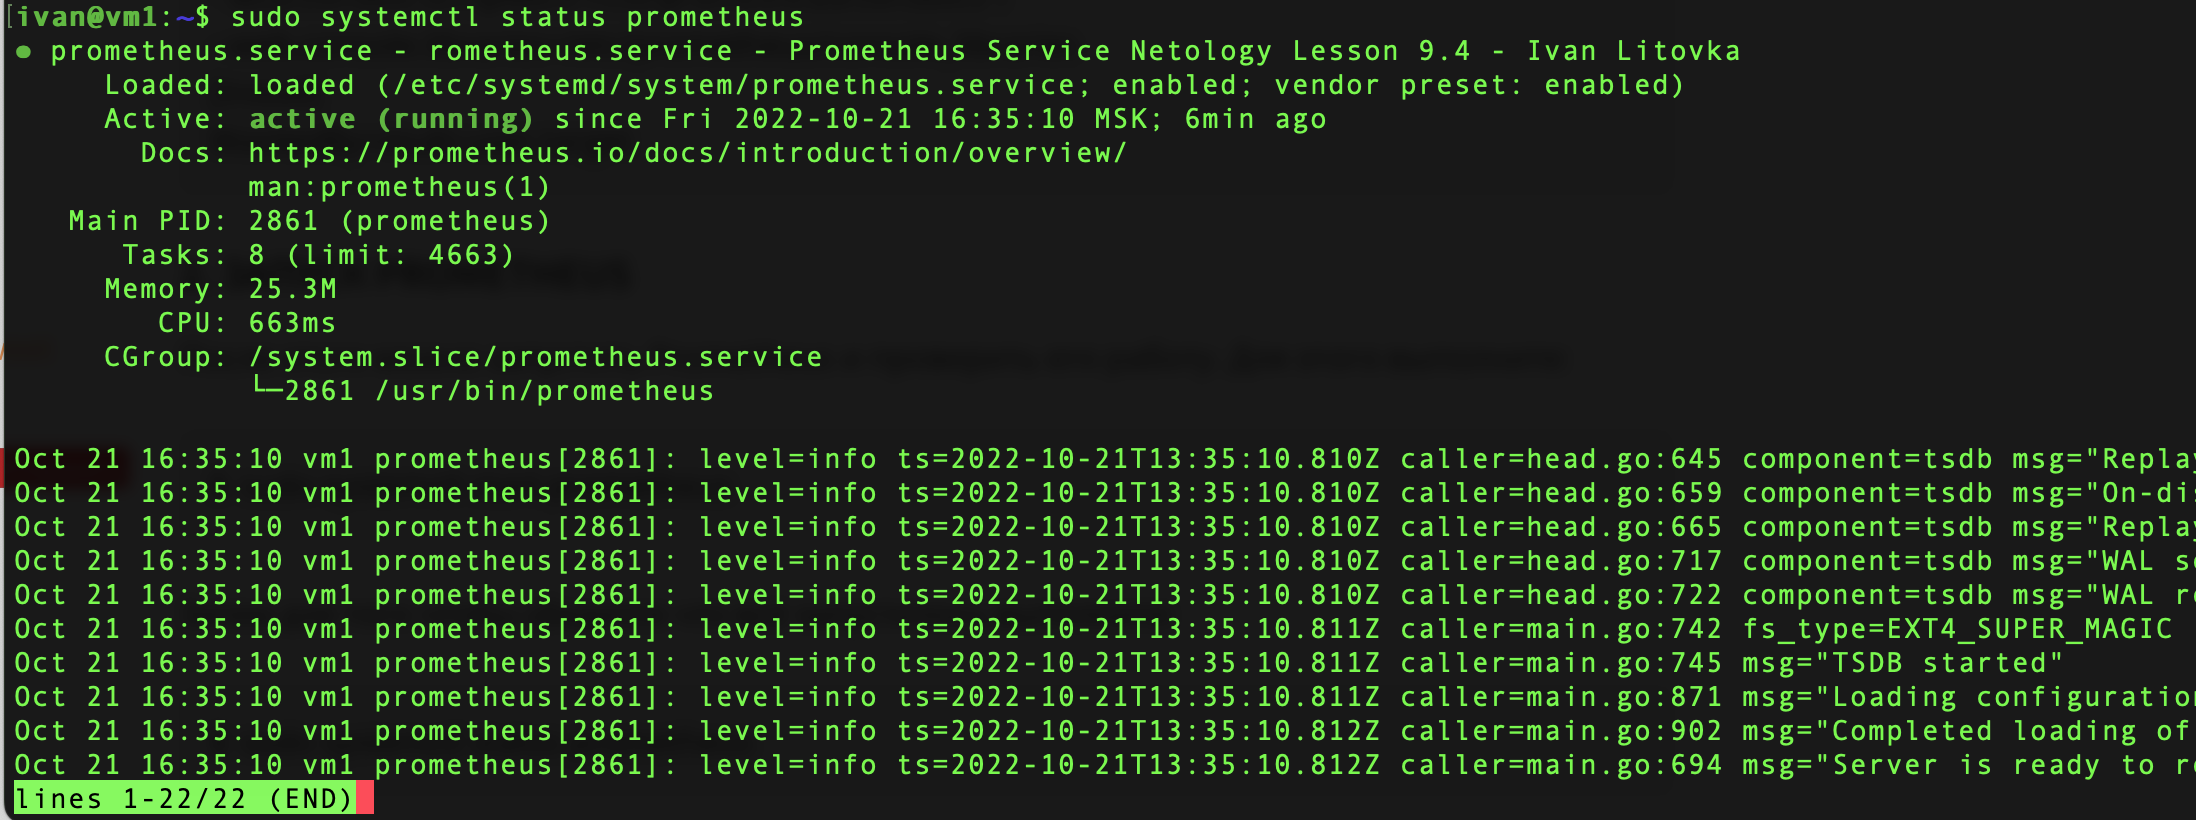 [ivan@vm1:~$ sudo systemctl status prometheus
● prometheus.service - rometheus.service - Prometheus Service Netology Lesson 9.4 - Ivan Litovka
Loaded: loaded (/etc/systemd/system/prometheus.service; enabled; vendor preset: enabled)
Active: active (running) since Fri 2022-10-21 16:35:10 MSK; 6min ago
Docs: https://prometheus.io/docs/introduction/overview/
man:prometheus(1)
Main PID: 2861 (prometheus)
Tasks: 8 (limit: 4663)
Memory: 25.3M
CPU: 663ms
CGroup: /system.slice/prometheus.service
└─2861 /usr/bin/prometheus
Oct 21 16:35:10 vm1 prometheus[2861]: level=info ts=2022-10-21T13:35:10.810Z caller=head.go:645 component=tsdb msg="Replay
Oct 21 16:35:10 vm1 prometheus[2861]: level=info ts=2022-10-21T13:35:10.810Z caller=head.go:659 component=tsdb msg="On-dis
Oct 21 16:35:10 vm1 prometheus[2861]: level=info ts=2022-10-21T13:35:10.810Z caller=head.go:665 component=tsdb msg="Replay
Oct 21 16:35:10 vm1 prometheus[2861]: level=info ts=2022-10-21T13:35:10.810Z caller=head.go:717 component=tsdb msg="WAL se
Oct 21 16:35:10 vm1 prometheus[2861]: level=info ts=2022-10-21T13:35:10.810Z caller=head.go:722 component=tsdb msg="WAL re
Oct 21 16:35:10 vm1 prometheus[2861]: level=info ts=2022-10-21T13:35:10.811Z caller=main.go:742 fs_type=EXT4_SUPER_MAGIC
Oct 21 16:35:10 vm1 prometheus[2861]: level=info ts=2022-10-21T13:35:10.811Z caller=main.go:745 msg="TSDB started"
Oct 21 16:35:10 vm1 prometheus[2861]: level=info ts=2022-10-21T13:35:10.811Z caller=main.go:871 msg="Loading configuration
Oct 21 16:35:10 vm1 prometheus[2861]: level=info ts=2022-10-21T13:35:10.812Z caller=main.go:902 msg="Completed loading of
Oct 21 16:35:10 vm1 prometheus[2861]: level=info ts=2022-10-21T13:35:10.812Z caller=main.go:694 msg="Server is ready to re
lines 1-22/22 (END)